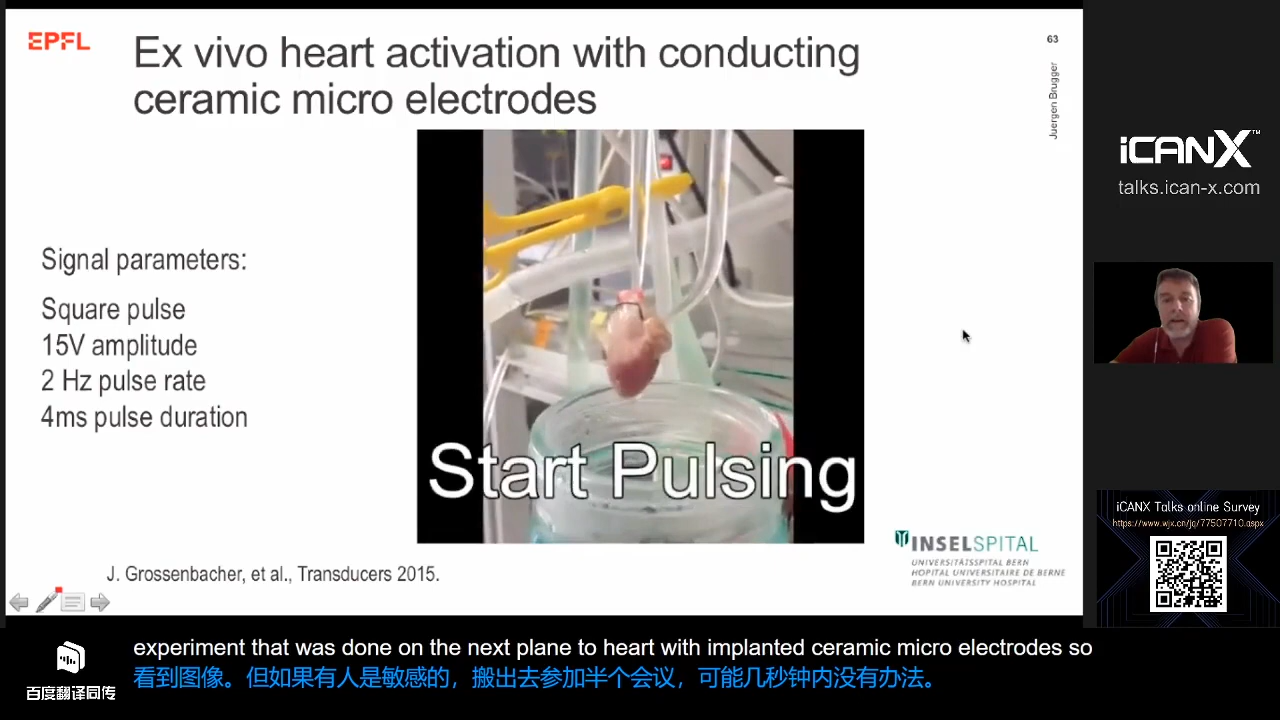 EPFL
Ex vivo heart activation with conducting
ceramic micro electrodes
63
Juergen Brugger
Signal parameters:
Square pulse
15V amplitude
2 Hz pulse rate
4ms pulse duration
Start Pulsing
INSELSPITAL
UNIVERSITÄTSSPITAL BERN
HOPITAL UNIVERSITAIRE DE BERNE
BERN UNIVERSITY HOSPITAL
J. Grossenbacher, et al., Transducers 2015.
iCANX™
talks.ican-x.com
iCANX Talks online Survey
https://www.wjx.cn/jq/77507710.aspx
百度翻译同传
experiment that was done on the next plane to heart with implanted ceramic micro electrodes so
看到图像。但如果有人是敏感的，搬出去参加半个会议，可能几秒钟内没有办法。